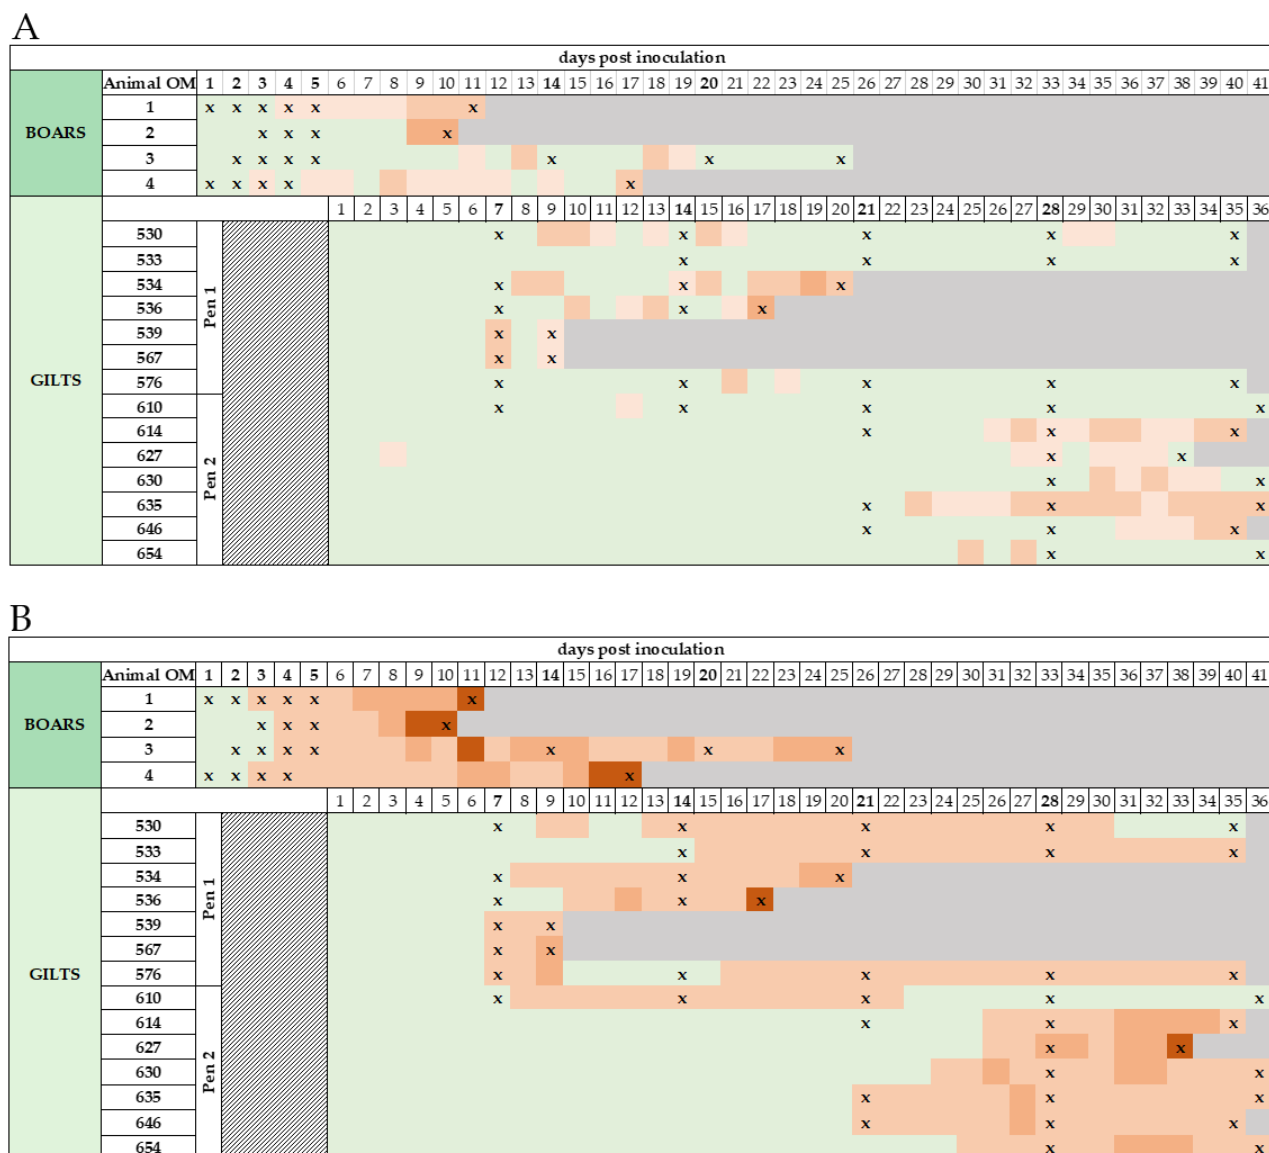 A
days post inoculation
Animal OM 1 2 3 4 5 6 7 8 9 10 11 12 13 14 15 16 17 18 19 20 21 22 23 24 25 26 27 28 29 30 31 32 33 34 35 36 37 38 39 40 41
BOARS
1 x x x x x x
2 x x x x
3 x x x x x x x
4 x x x x x
1 2 3 4 5 6 7 8 9 10 11 12 13 14 15 16 17 18 19 20 21 22 23 24 25 26 27 28 29 30 31 32 33 34 35 36
GILTS
Pen 1
530 x x x x x
533 x x x x
534 x x x
536 x x x
539 x x
567 x x
576 x x x x x
Pen 2
610 x x x x x
614 x x x
627 x x
630 x x
635 x x x
646 x x x
654 x x
B
days post inoculation
Animal OM 1 2 3 4 5 6 7 8 9 10 11 12 13 14 15 16 17 18 19 20 21 22 23 24 25 26 27 28 29 30 31 32 33 34 35 36 37 38 39 40 41
BOARS
1 x x x x x x
2 x x x x
3 x x x x x x x
4 x x x x x
1 2 3 4 5 6 7 8 9 10 11 12 13 14 15 16 17 18 19 20 21 22 23 24 25 26 27 28 29 30 31 32 33 34 35 36
GILTS
Pen 1
530 x x x x x
533 x x x x
534 x x x
536 x x x
539 x x
567 x x
576 x x x x x
Pen 2
610 x x x x x
614 x x x
627 x x
630 x x
635 x x x
646 x x x
654 x x